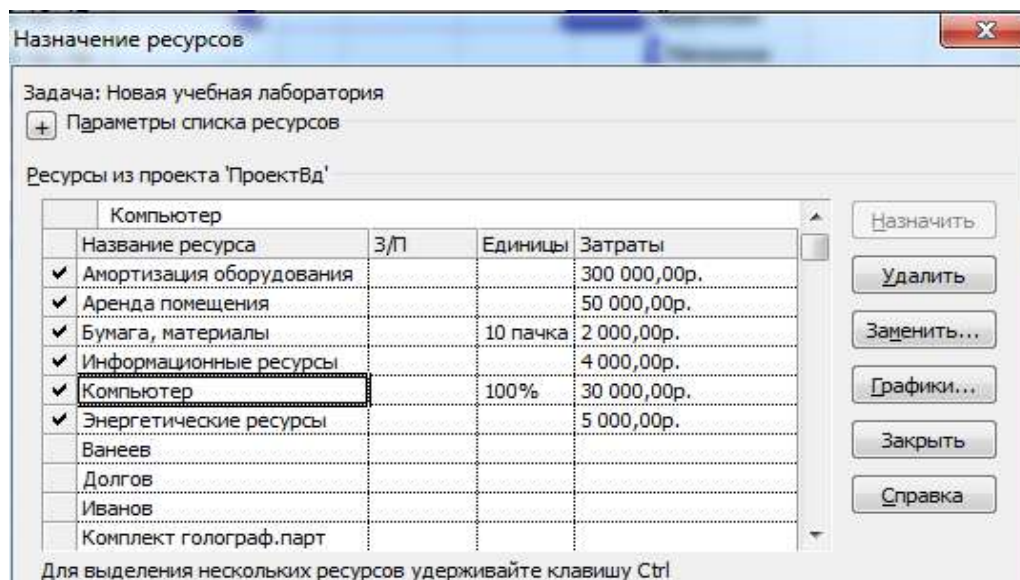 Назначение ресурсов
Задача: Новая учебная лаборатория
+ Параметры списка ресурсов
Ресурсы из проекта 'ПроектВд'
Компьютер
Название ресурса З/П Единицы Затраты
Амортизация оборудования 300 000,00р.
Аренда помещения 50 000,00р.
Бумага, материалы 10 пачка 2 000,00р.
Информационные ресурсы 4 000,00р.
Компьютер 100% 30 000,00р.
Энергетические ресурсы 5 000,00р.
Ванеев
Долгов
Иванов
Комплект голограф.парт
Назначить
Удалить
Заменить...
Графики...
Закрыть
Справка
Для выделения нескольких ресурсов удерживайте клавишу Ctrl